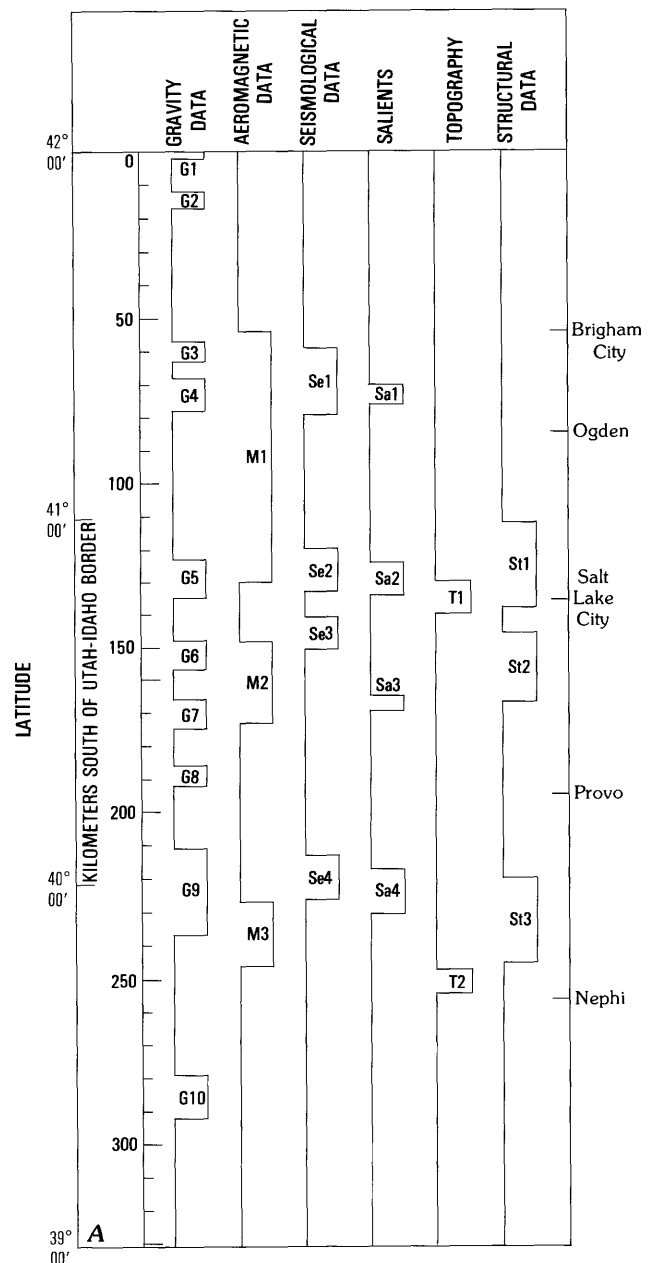 GRAVITY
DATA
AEROMAGNETIC
DATA
SEISMOLOGICAL
DATA
SALIENTS
TOPOGRAPHY
STRUCTURAL
DATA
42°
00′
0
G1
G2
50
Brigham
City
G3
Se1
G4
Sa1
Ogden
M1
100
41°
00′
St1
Se2
Sa2
Salt
Lake
City
G5
T1
Se3
150
G6
M2
Sa3
St2
G7
G8
Provo
200
40°
00′
G9
Se4
Sa4
M3
St3
250
T2
Nephi
G10
300
39°
00′
LATITUDE
KILOMETERS SOUTH OF UTAH-IDAHO BORDER
A